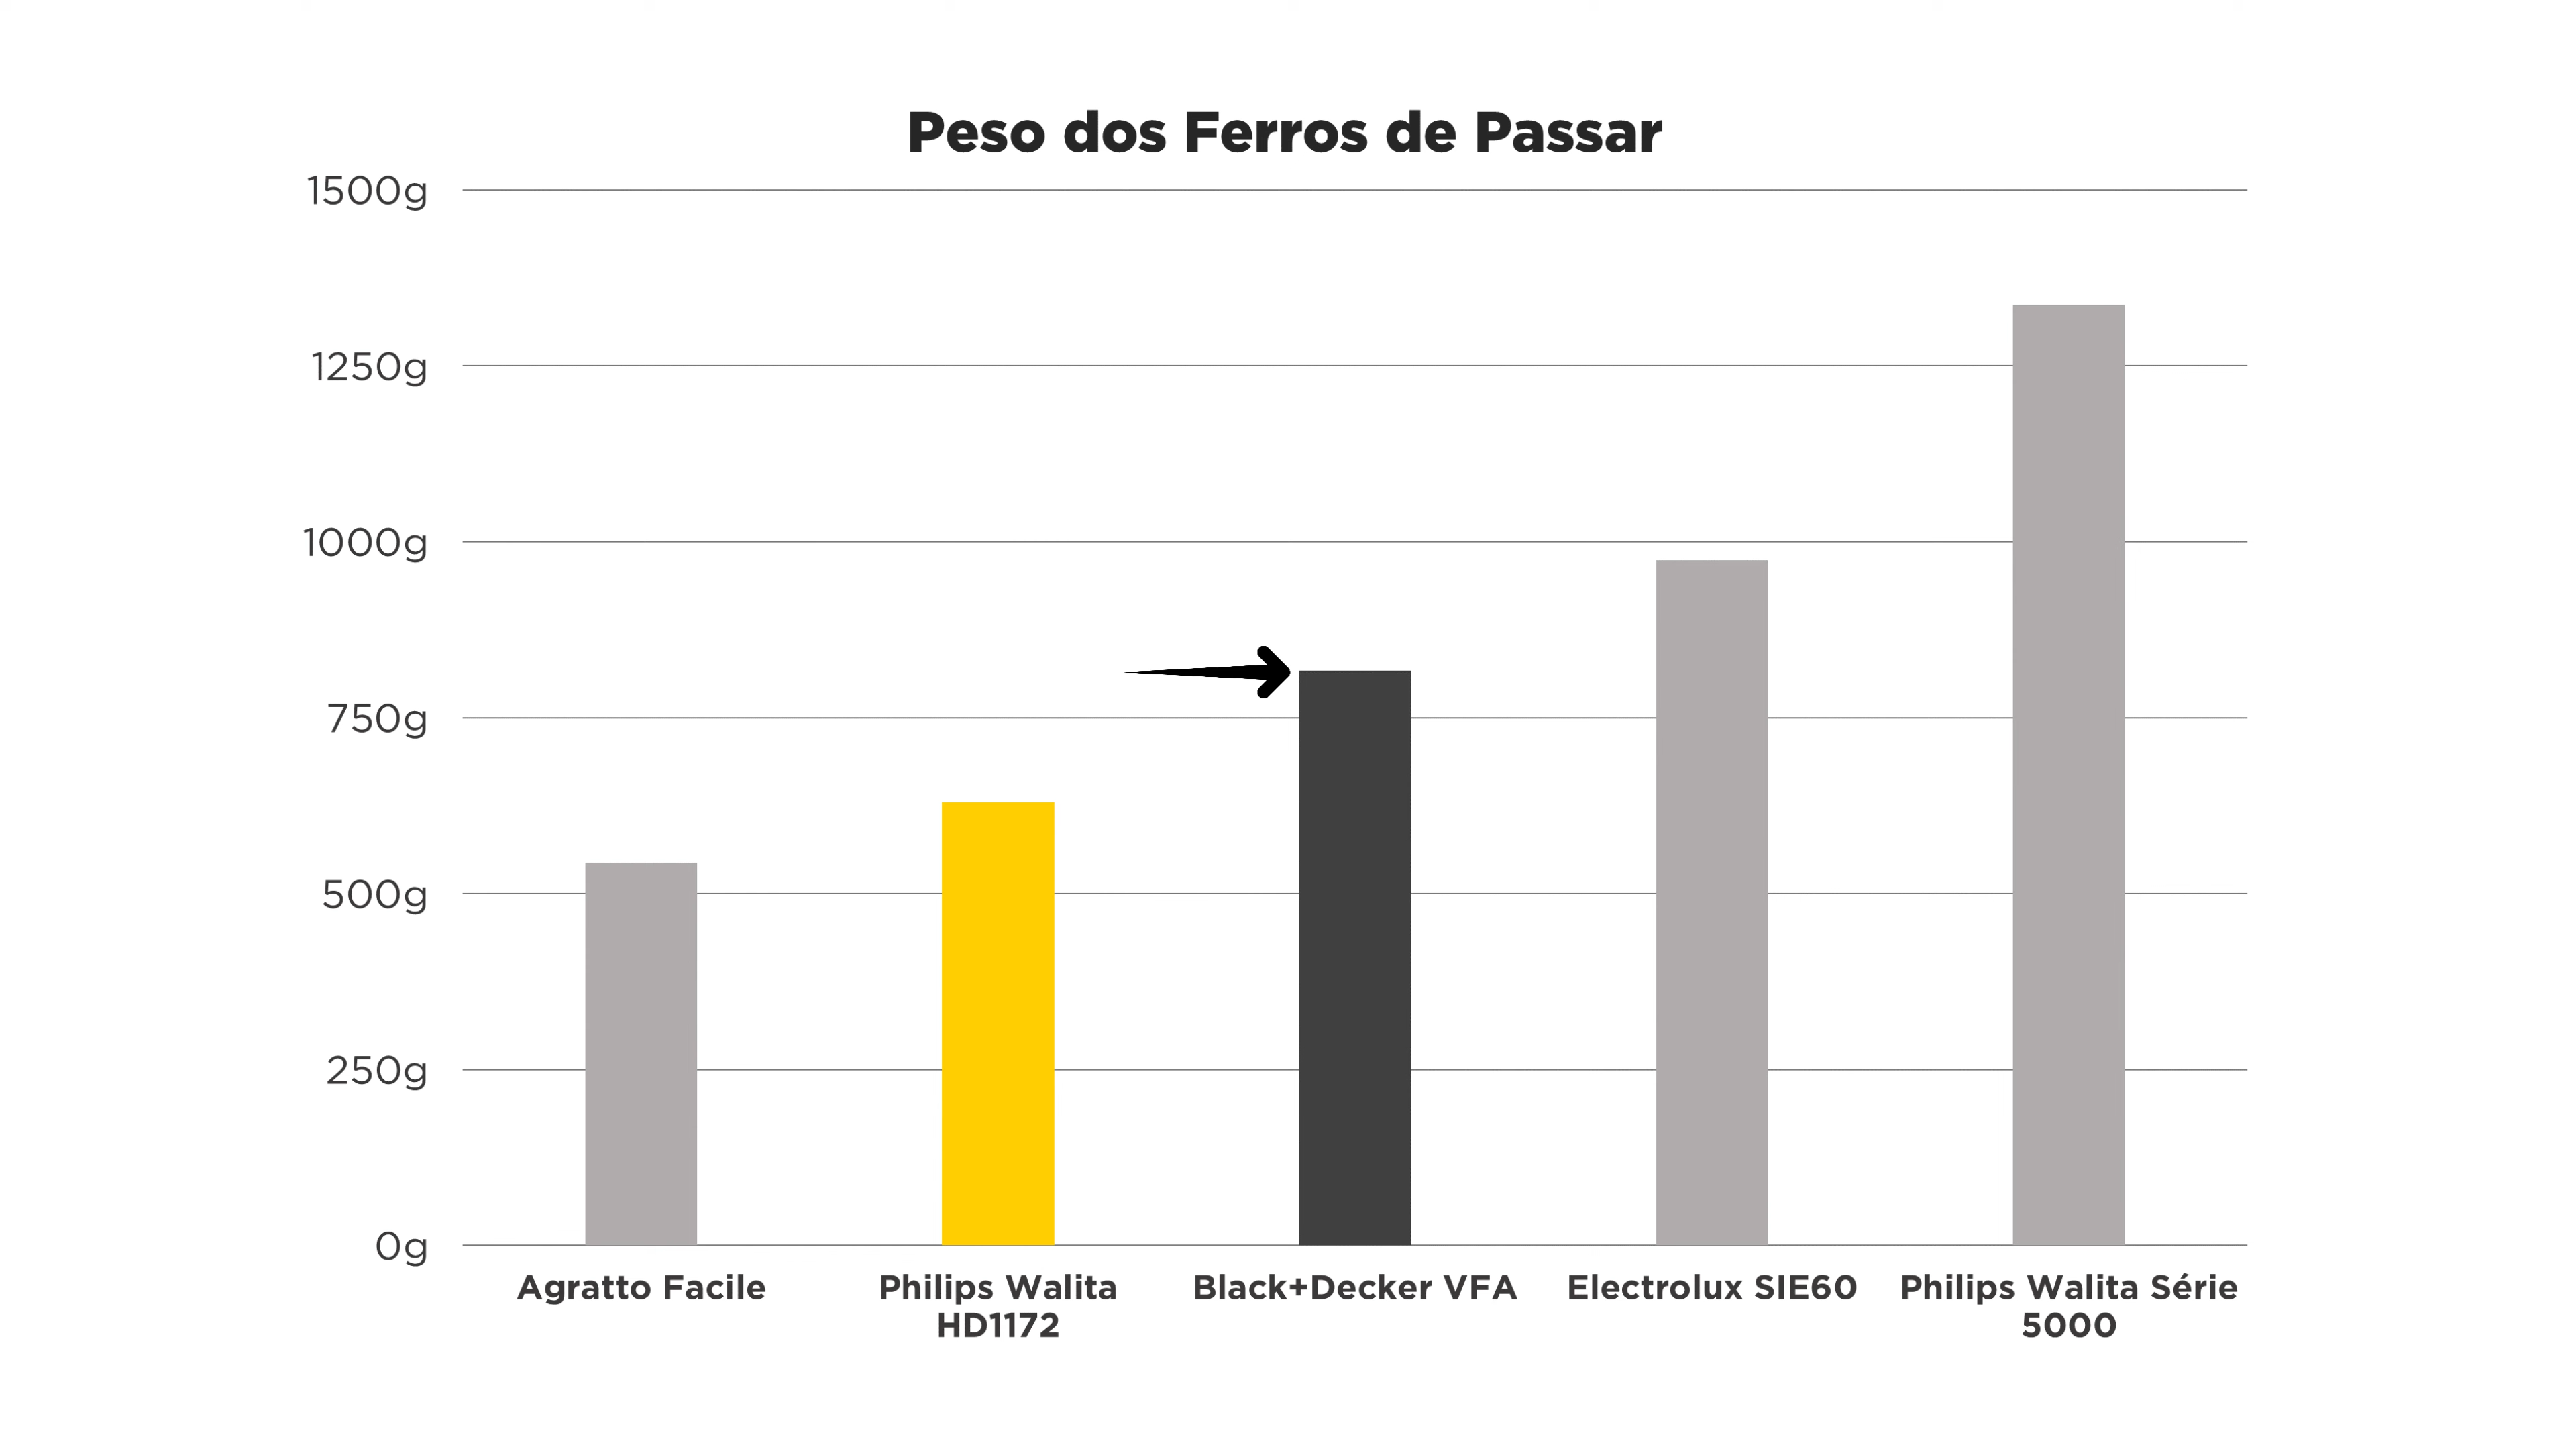 Peso dos Ferros de Passar
1500g
1250g
1000g
750g
500g
250g
0g
Agratto Facile
Philips Walita
HD1172
Black+Decker VFA
Electrolux SIE60
Philips Walita Série
5000